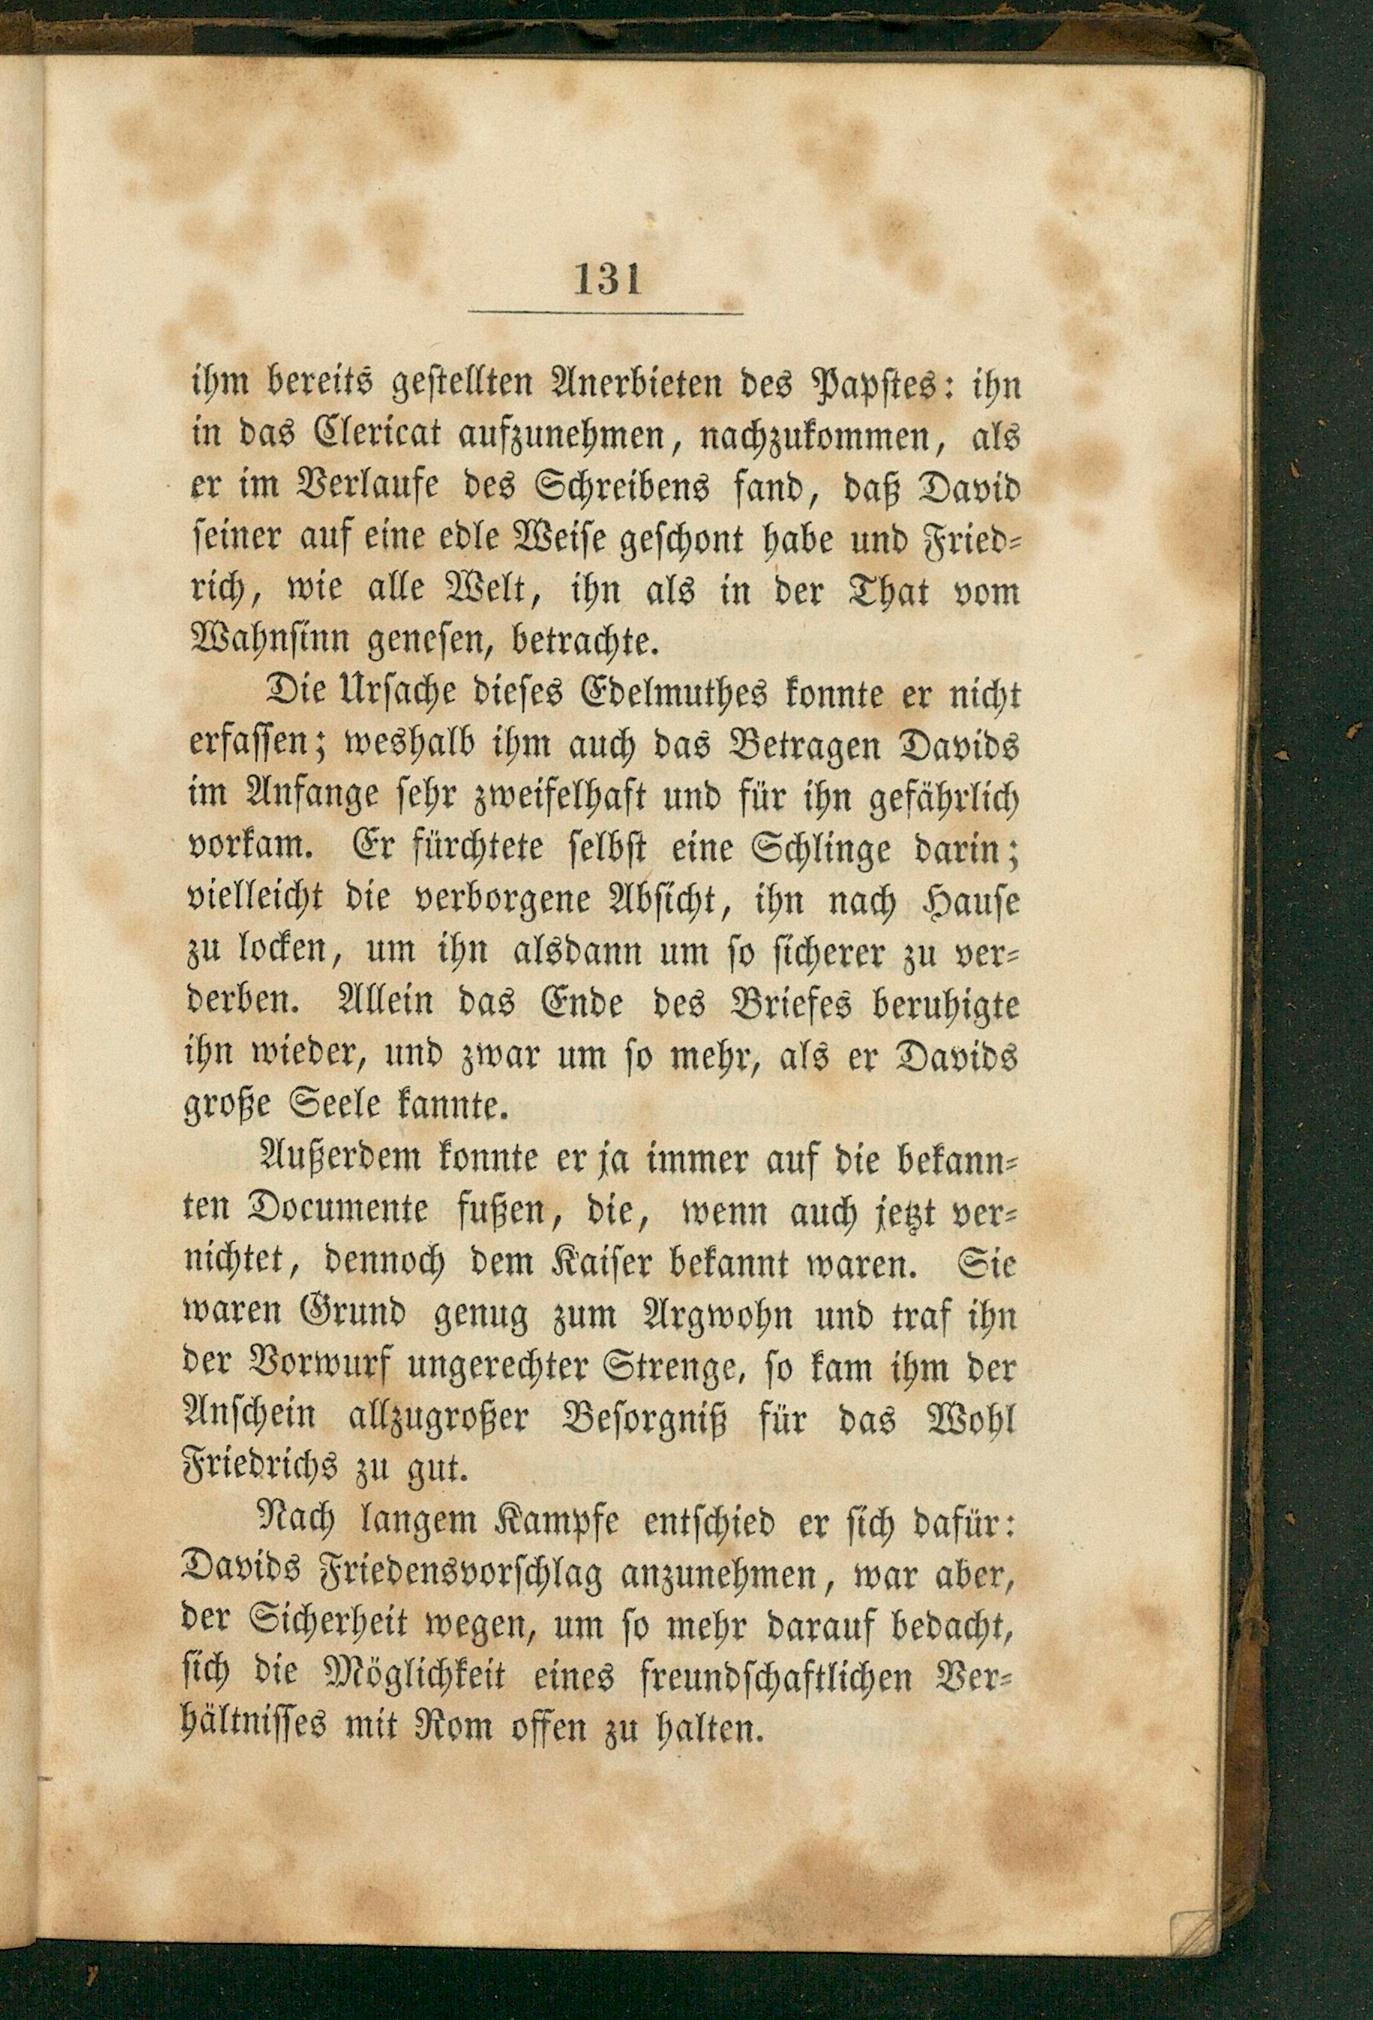 131
ihm bereits gestellten Anerbieten des Papstes: ihn
in das Clericat aufzunehmen, nachzukommen, als
er im Verlaufe des Schreibens fand, daß David
seiner auf eine edle Weise geschont habe und Fried-
rich, wie alle Welt, ihn als in der That vom
Wahnsinn genesen, betrachte.
Die Ursache dieses Edelmuthes konnte er nicht
erfassen; weshalb ihm auch das Betragen Davids
im Anfange sehr zweifelhaft und für ihn gefährlich
vorkam. Er fürchtete selbst eine Schlinge darin;
vielleicht die verborgene Absicht, ihn nach Hause
zu locken, um ihn alsdann um so sicherer zu ver-
derben. Allein das Ende des Briefes beruhigte
ihn wieder, und zwar um so mehr, als er Davids
große Seele kannte.
Außerdem konnte er ja immer auf die bekann-
ten Documente fußen, die, wenn auch jetzt ver-
nichtet, dennoch dem Kaiser bekannt waren. Sie
waren Grund genug zum Argwohn und traf ihn
der Vorwurf ungerechter Strenge, so kam ihm der
Anschein allzugroßer Besorgniß für das Wohl
Friedrichs zu gut.
Nach langem Kampfe entschied er sich dafür:
Davids Friedensvorschlag anzunehmen, war aber,
der Sicherheit wegen, um so mehr darauf bedacht,
sich die Möglichkeit eines freundschaftlichen Ver-
hältnisses mit Rom offen zu halten.